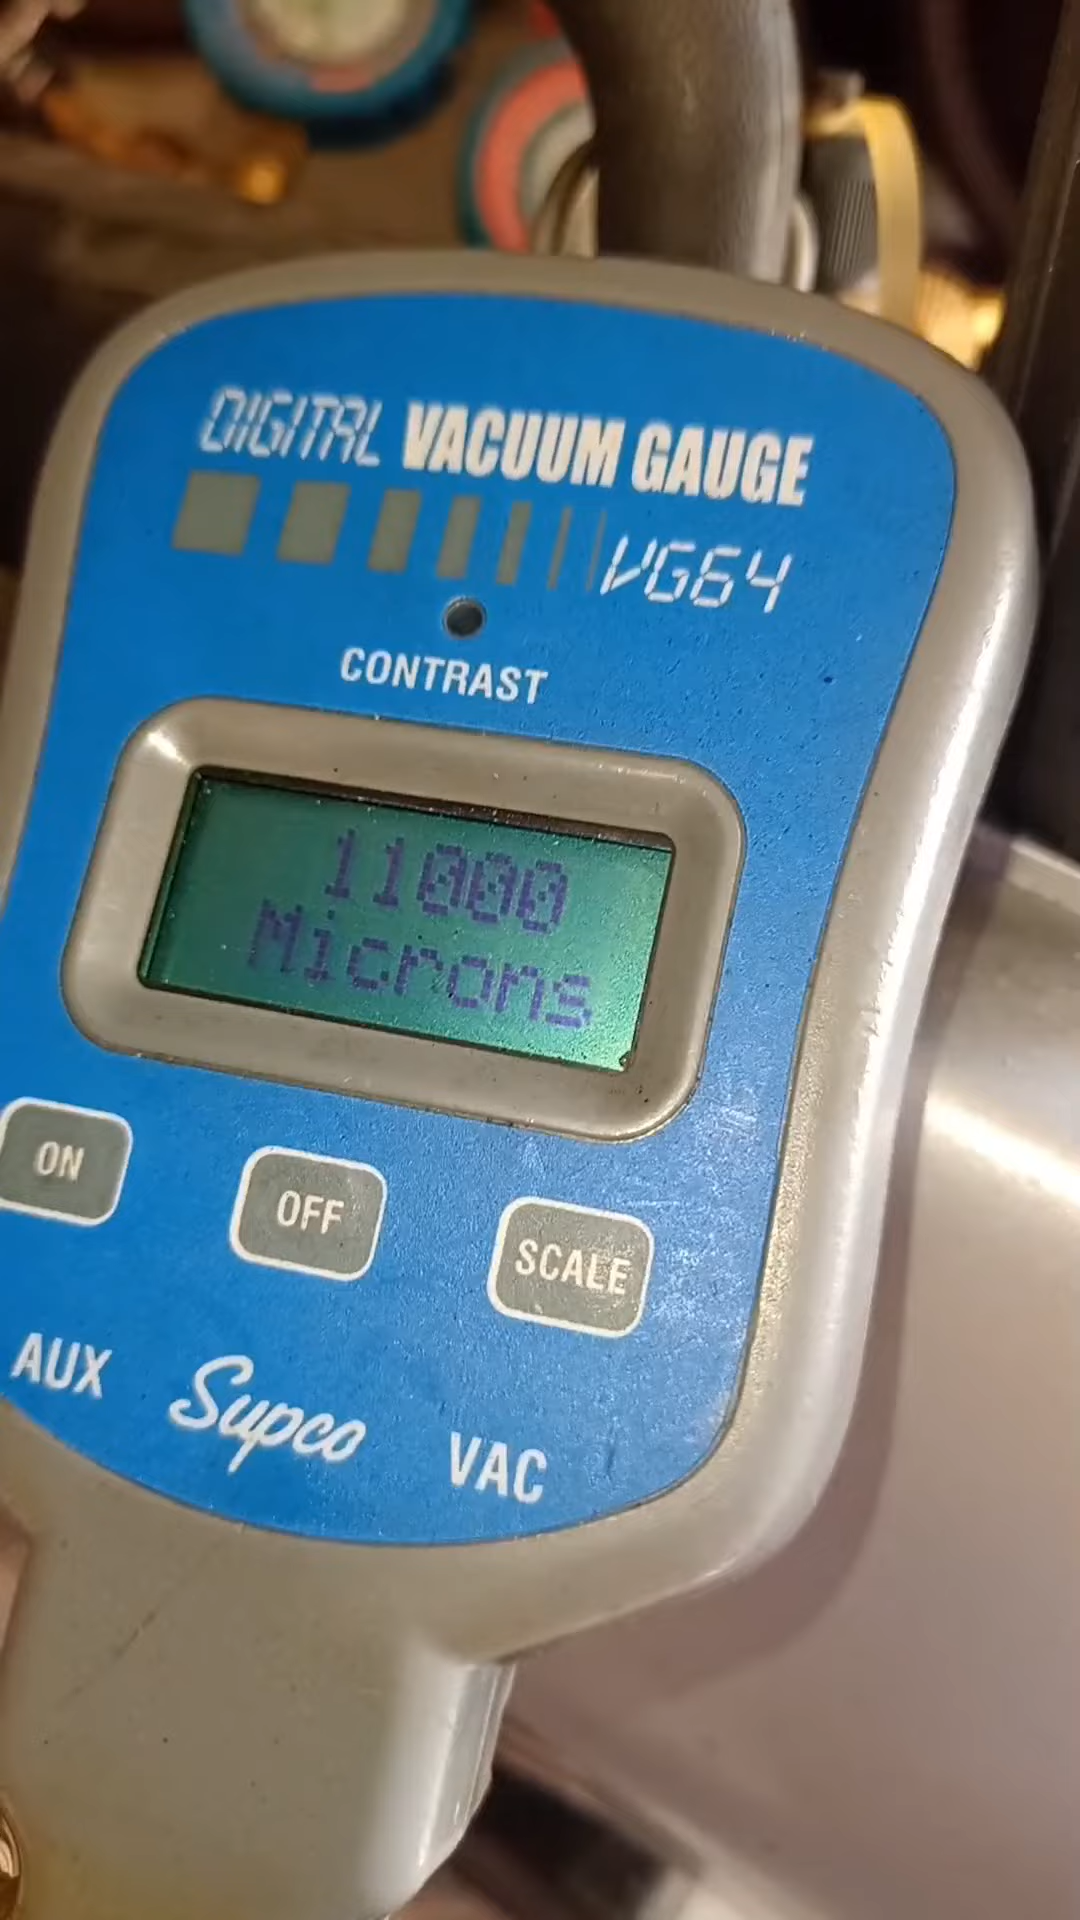 DIGITAL VACUUM GAUGE
VG64
CONTRAST
11000
Microns
ON
OFF
SCALE
AUX
Supco
VAC